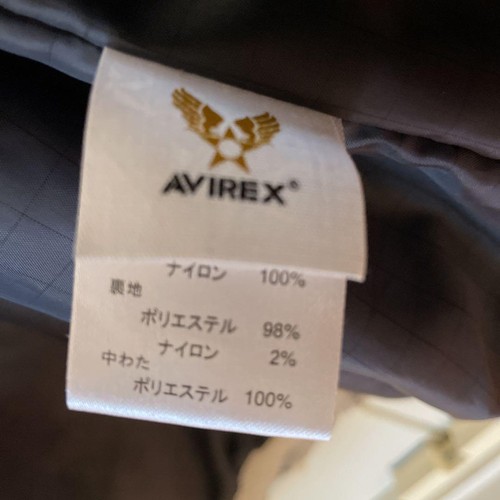 AVIREX®
ナイロン 100%
裏地
ポリエステル 98%
ナイロン 2%
中わた
ポリエステル 100%